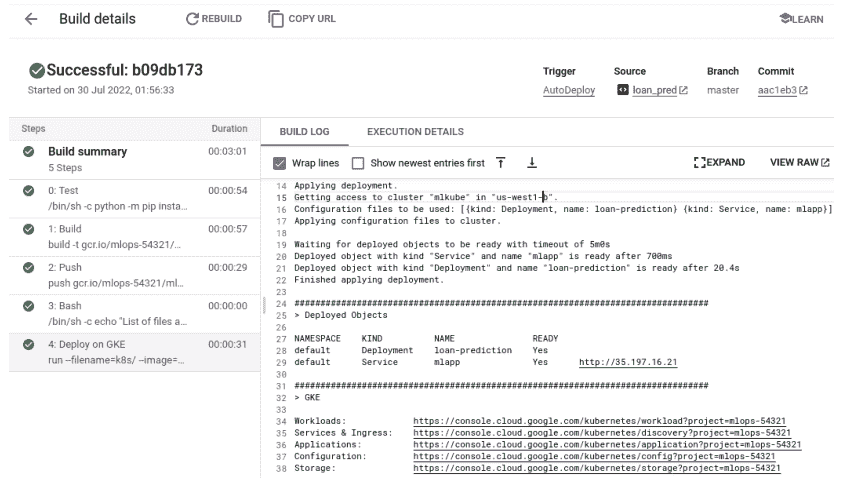 Build details
REBUILD
COPY URL
LEARN
Successful: b09db173
Started on 30 Jul 2022, 01:56:33
Trigger Source Branch Commit
AutoDeploy loan_pred master aac1eb3
Steps Duration
Build summary 00:03:01
5 Steps
0: Test 00:00:54
/bin/sh -c python -m pip insta...
1: Build 00:00:57
build -t gcr.io/mlops-54321/...
2: Push 00:00:29
push gcr.io/mlops-54321/ml...
3: Bash 00:00:00
/bin/sh -c echo "List of files a...
4: Deploy on GKE 00:00:31
run --filename=k8s/ --image=...
BUILD LOG EXECUTION DETAILS
Wrap lines Show newest entries first EXPAND VIEW RAW
14 Applying deployment.
15 Getting access to cluster "mlkube" in "us-west1-b".
16 Configuration files to be used: [{kind: Deployment, name: loan-prediction} {kind: Service, name: mlapp}]
17 Applying configuration files to cluster.
18
19 Waiting for deployed objects to be ready with timeout of 5m0s
20 Deployed object with kind "Service" and name "mlapp" is ready after 700ms
21 Deployed object with kind "Deployment" and name "loan-prediction" is ready after 20.4s
22 Finished applying deployment.
23
24 ################################################################################
25 > Deployed Objects
26
27 NAMESPACE KIND NAME READY
28 default Deployment loan-prediction Yes
29 default Service mlapp Yes http://35.197.16.21
30
31 ################################################################################
32 > GKE
33
34 Workloads: https://console.cloud.google.com/kubernetes/workload?project=mlops-54321
35 Services & Ingress: https://console.cloud.google.com/kubernetes/discovery?project=mlops-54321
36 Applications: https://console.cloud.google.com/kubernetes/application?project=mlops-54321
37 Configuration: https://console.cloud.google.com/kubernetes/config?project=mlops-54321
38 Storage: https://console.cloud.google.com/kubernetes/storage?project=mlops-54321